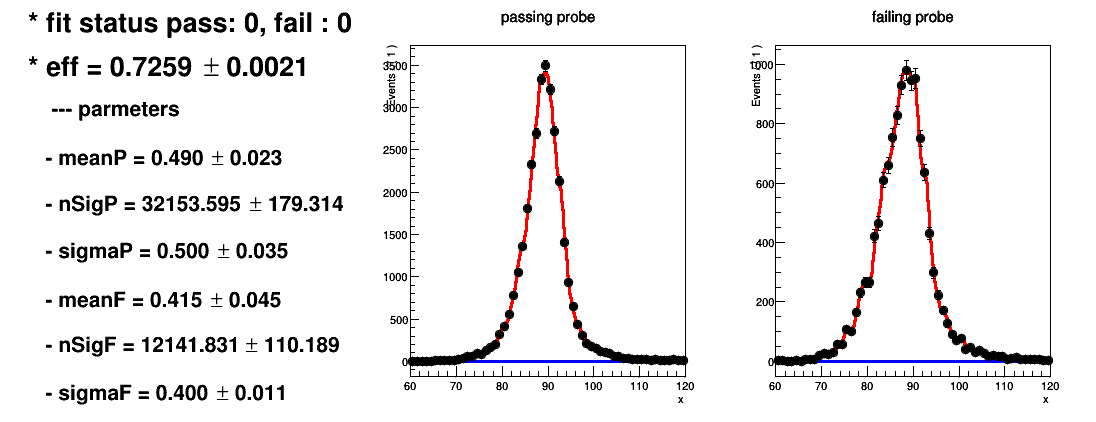 * fit status pass: 0, fail : 0
* eff = 0.7259 ± 0.0021
--- parmeters
- meanP = 0.490 ± 0.023
- nSigP = 32153.595 ± 179.314
- sigmaP = 0.500 ± 0.035
- meanF = 0.415 ± 0.045
- nSigF = 12141.831 ± 110.189
- sigmaF = 0.400 ± 0.011
passing probe
Events ( 1 )
3500
3000
2500
2000
1500
1000
500
0
60 70 80 90 100 110 120
x
failing probe
Events ( 1 )
1000
800
600
400
200
0
60 70 80 90 100 110 120
x